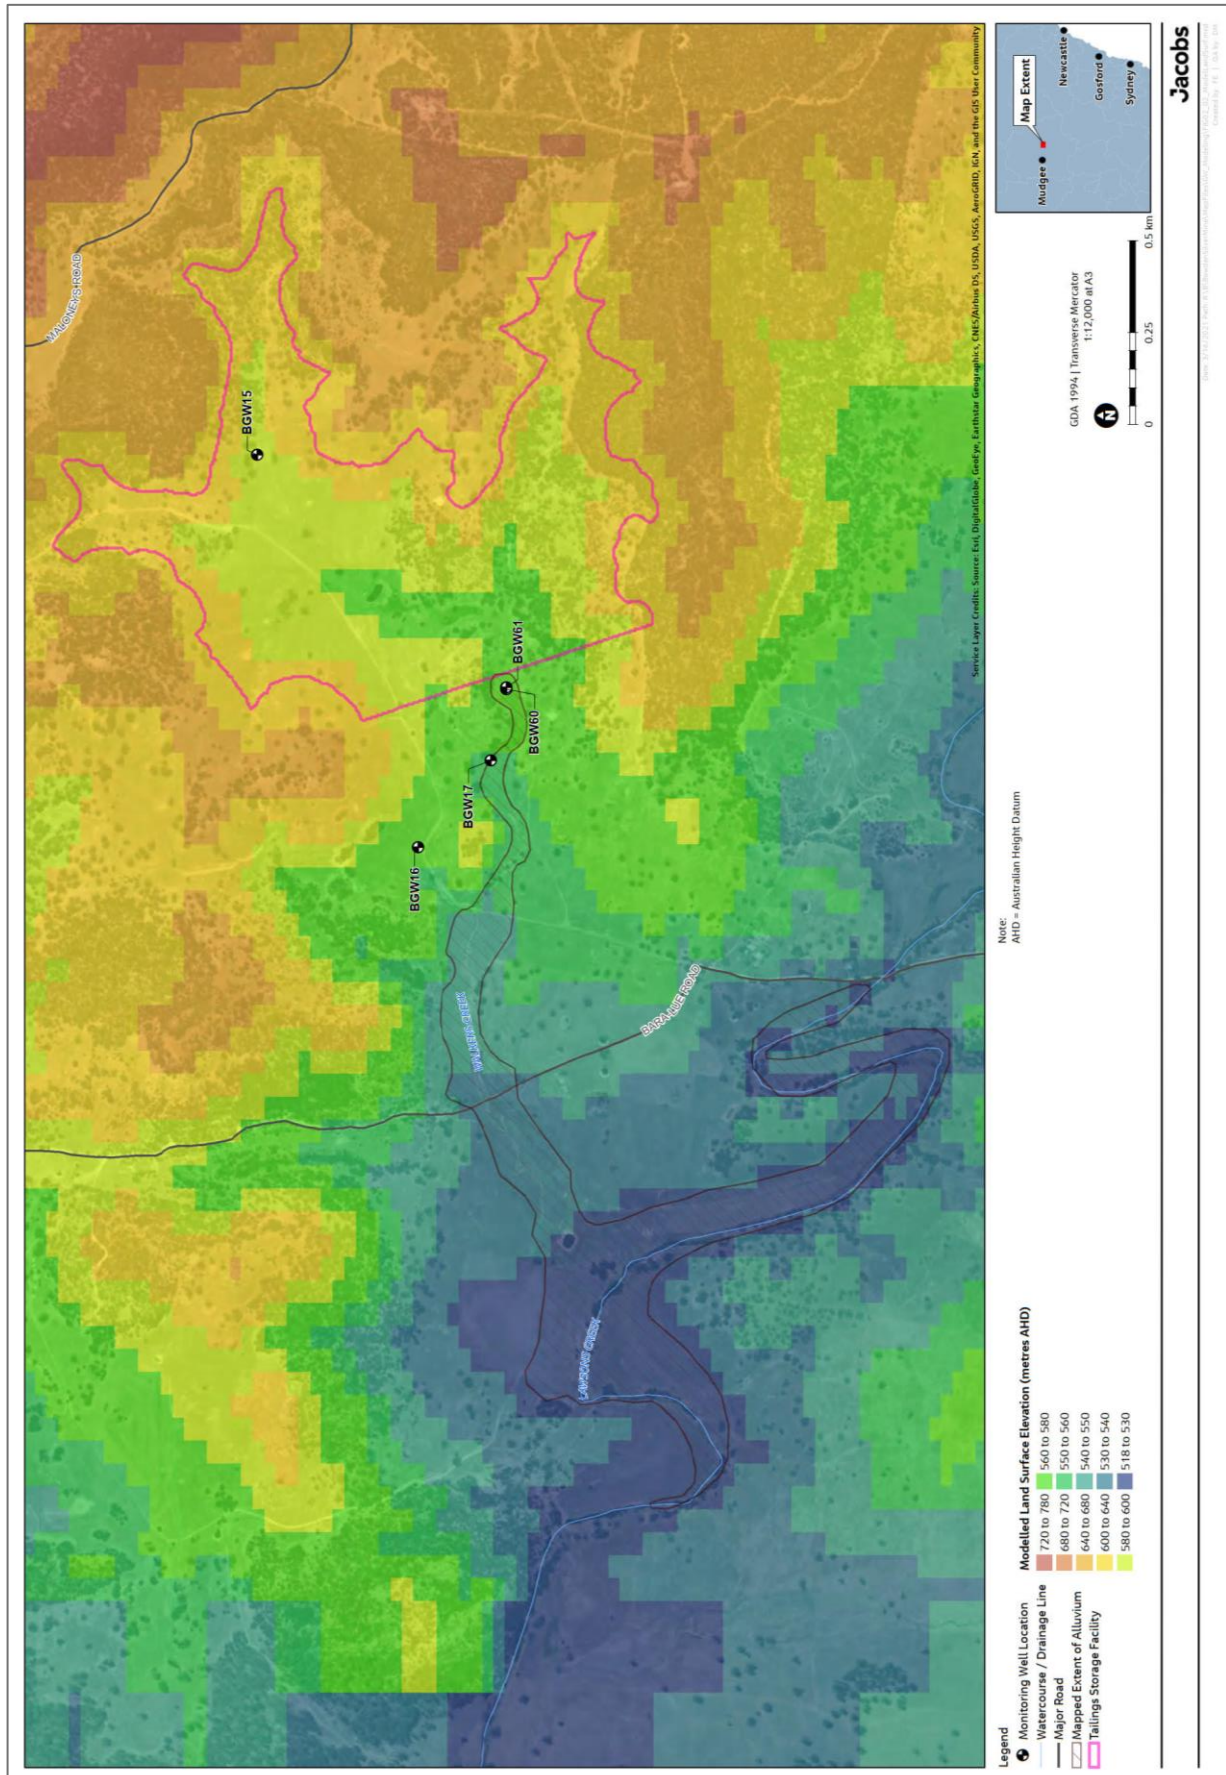 MALONEYS ROAD
BGW15
BGW61
BGW60
BGW17
BGW16
WALKERS CREEK
BARA-LUE ROAD
LAWSONS CREEK
Service Layer Credits: Source: Esri, DigitalGlobe, GeoEye, Earthstar Geographics, CNES/Airbus DS, USDA, USGS, AeroGRID, IGN, and the GIS User Community
Legend
Monitoring Well Location
Watercourse / Drainage Line
Major Road
Mapped Extent of Alluvium
Tailings Storage Facility
Modelled Land Surface Elevation (metres AHD)
720 to 780
680 to 720
640 to 680
600 to 640
580 to 600
560 to 580
550 to 560
540 to 550
530 to 540
518 to 530
Note:
AHD = Australian Height Datum
GDA 1994 | Transverse Mercator
1:12,000 at A3
N
0 0.25 0.5 km
Map Extent
Mudgee
Newcastle
Gosford
Sydney
Jacobs